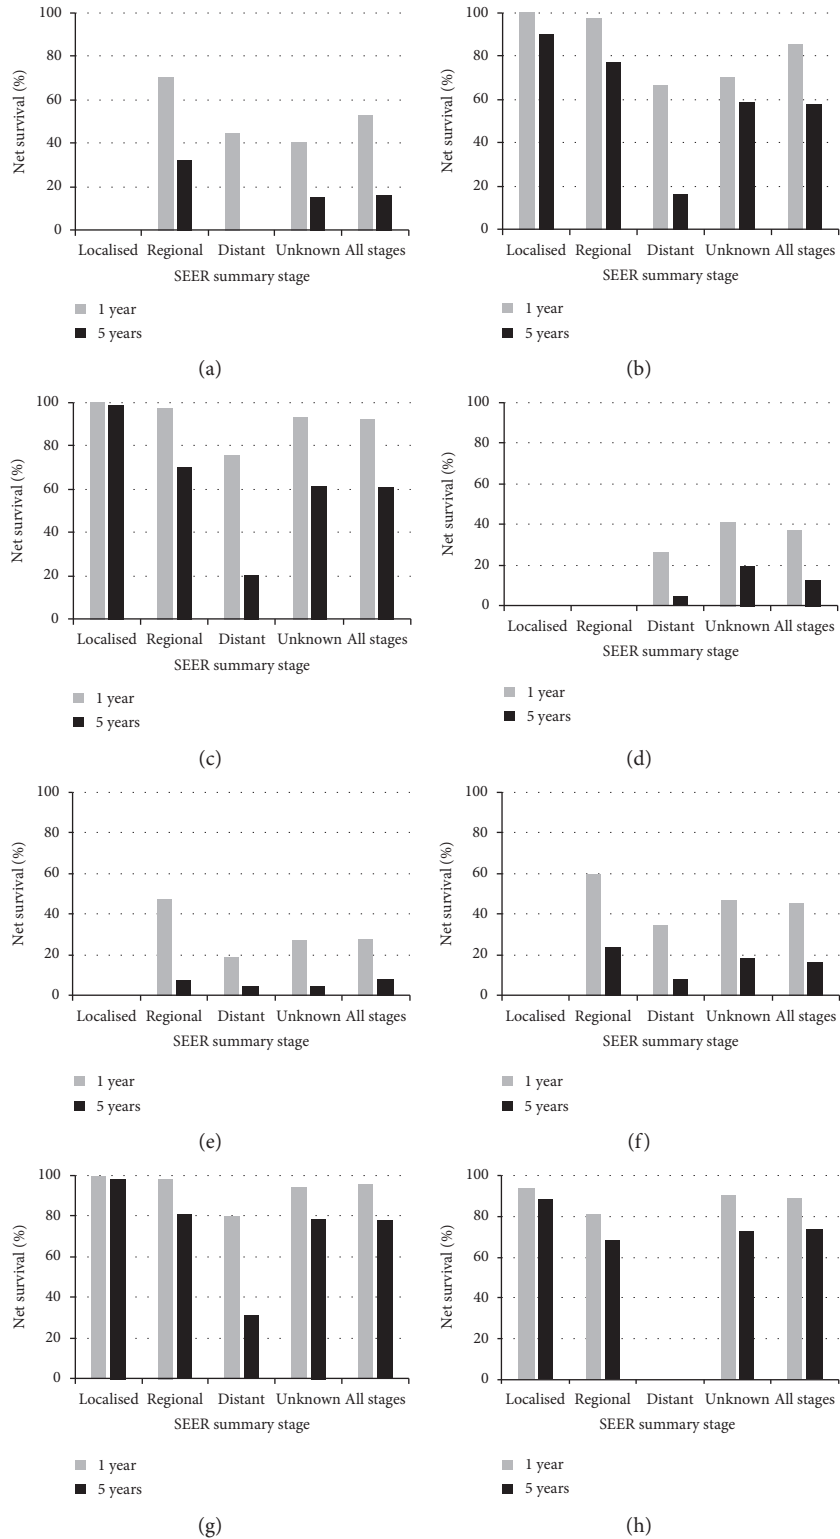 100
80
60
40
20
0
Net survival (%)
Localised Regional Distant Unknown All stages
SEER summary stage
1 year
5 years
(a)
100
80
60
40
20
0
Net survival (%)
Localised Regional Distant Unknown All stages
SEER summary stage
1 year
5 years
(b)
100
80
60
40
20
0
Net survival (%)
Localised Regional Distant Unknown All stages
SEER summary stage
1 year
5 years
(c)
100
80
60
40
20
0
Net survival (%)
Localised Regional Distant Unknown All stages
SEER summary stage
1 year
5 years
(d)
100
80
60
40
20
0
Net survival (%)
Localised Regional Distant Unknown All stages
SEER summary stage
1 year
5 years
(e)
100
80
60
40
20
0
Net survival (%)
Localised Regional Distant Unknown All stages
SEER summary stage
1 year
5 years
(f)
100
80
60
40
20
0
Net survival (%)
Localised Regional Distant Unknown All stages
SEER summary stage
1 year
5 years
(g)
100
80
60
40
20
0
Net survival (%)
Localised Regional Distant Unknown All stages
SEER summary stage
1 year
5 years
(h)